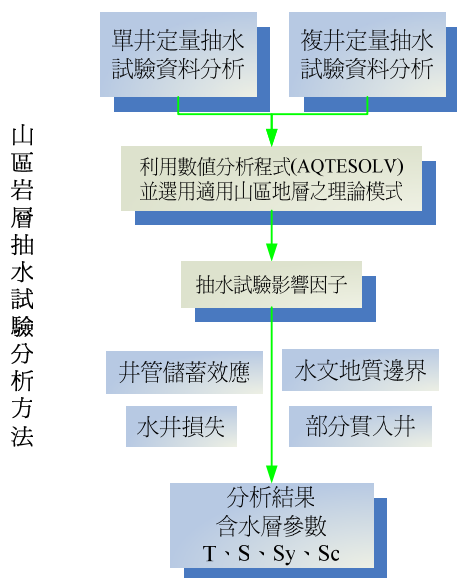 山區岩層抽水試驗分析方法
單井定量抽水
試驗資料分析
複井定量抽水
試驗資料分析
利用數值分析程式(AQTESOLV)
並選用適用山區地層之理論模式
抽水試驗影響因子
井管儲蓄效應
水文地質邊界
水井損失
部分貫入井
分析結果
含水層參數
T、S、Sy、Sc